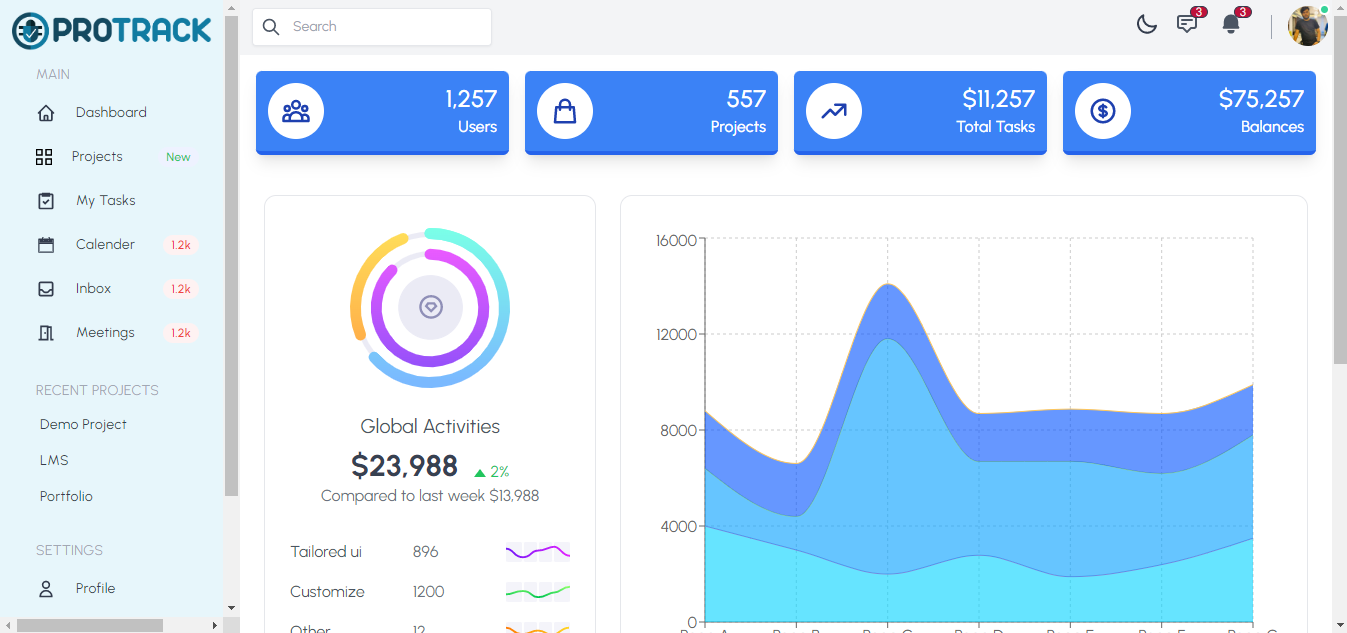 PROTRACK
Search
3
3
MAIN
Dashboard
Projects New
My Tasks
Calender 1.2k
Inbox 1.2k
Meetings 1.2k
RECENT PROJECTS
Demo Project
LMS
Portfolio
SETTINGS
Profile
1,257
Users
557
Projects
$11,257
Total Tasks
$75,257
Balances
Global Activities
$23,988 2%
Compared to last week $13,988
Tailored ui 896
Customize 1200
Other 12
16000
12000
8000
4000
0